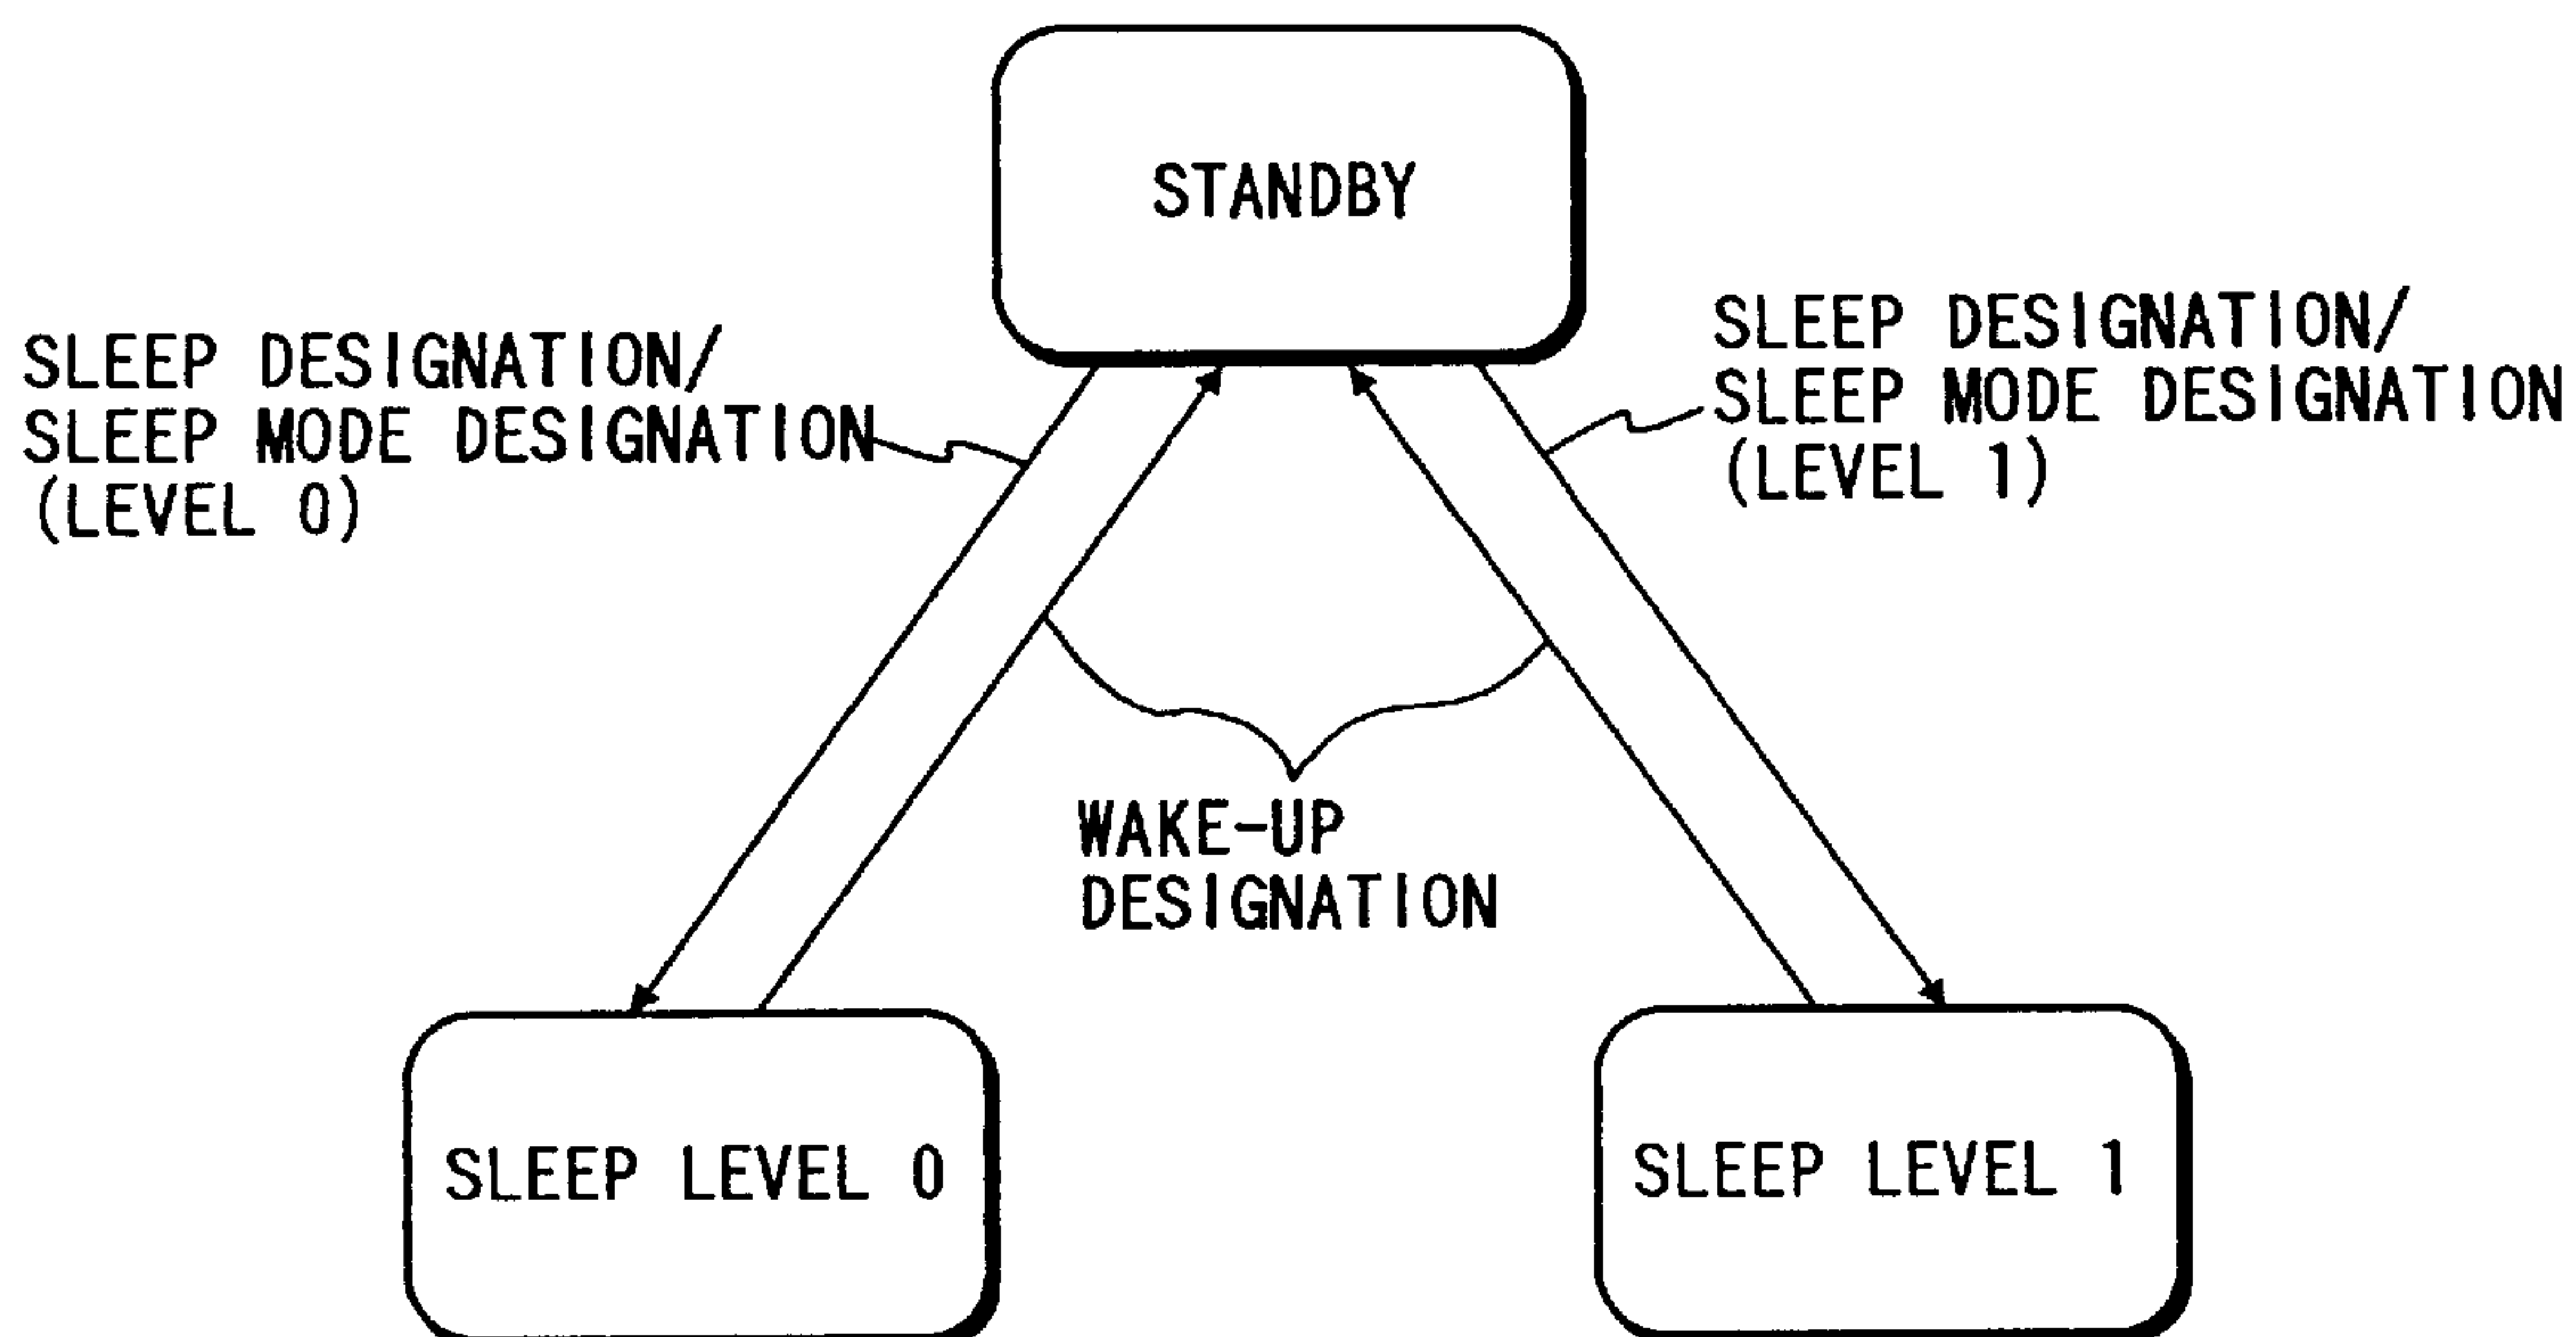 STANDBY
SLEEP DESIGNATION/
SLEEP MODE DESIGNATION
(LEVEL 0)
SLEEP DESIGNATION/
SLEEP MODE DESIGNATION
(LEVEL 1)
WAKE-UP
DESIGNATION
SLEEP LEVEL 0
SLEEP LEVEL 1